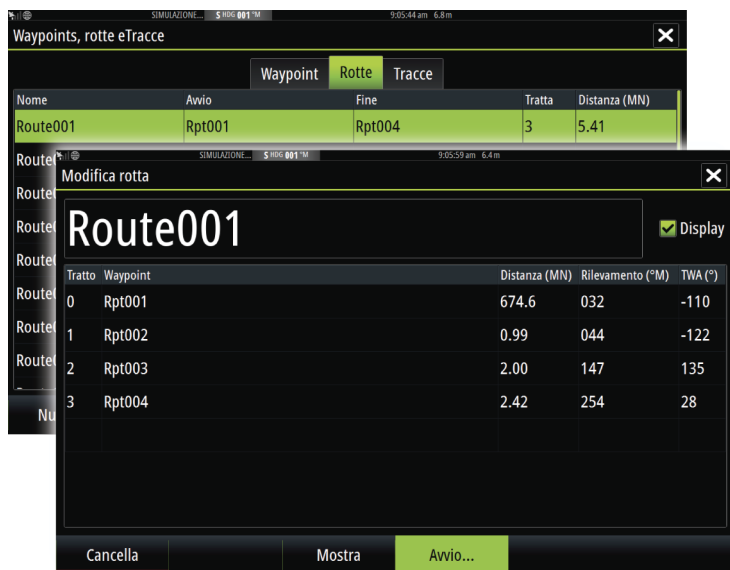 SIMULAZIONE... S HDG 001 °M 9:05:44 am 6.8 m
Waypoints, rotte eTracce
Waypoint Rotte Tracce
Nome Avvio Fine Tratta Distanza (MN)
Route001 Rpt001 Rpt004 3 5.41
SIMULAZIONE... S HDG 001 °M 9:05:59 am 6.4 m
Modifica rotta
Route001 Display
Tratto Waypoint Distanza (MN) Rilevamento (°M) TWA (°)
0 Rpt001 674.6 032 -110
1 Rpt002 0.99 044 -122
2 Rpt003 2.00 147 135
3 Rpt004 2.42 254 28
Cancella Mostra Avvio...